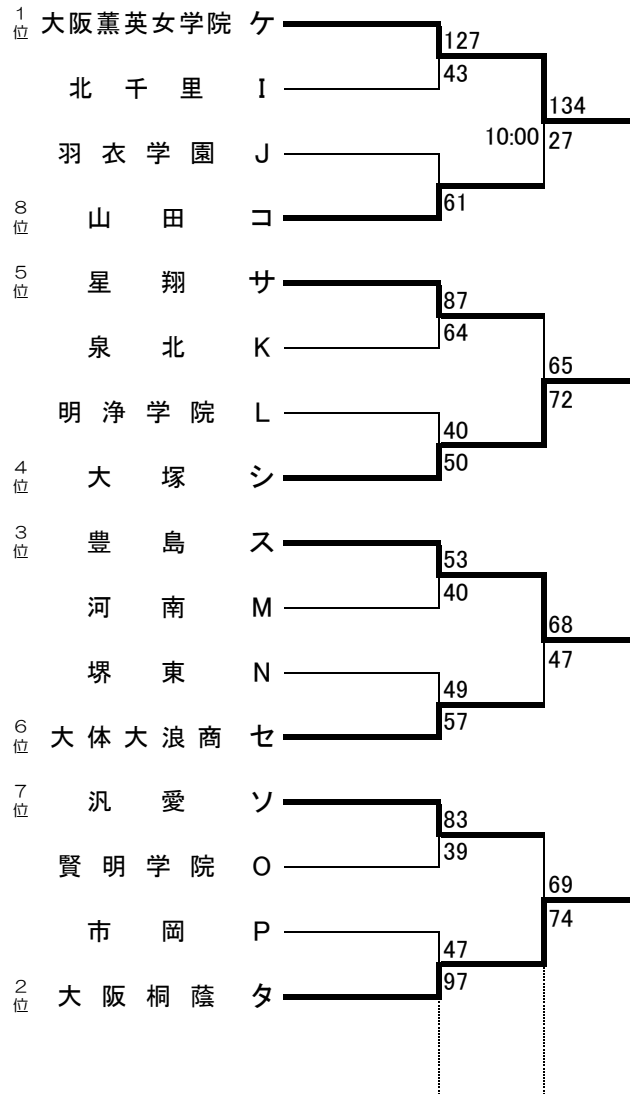 1位 大阪薫英女学院 ケ
127
北千里 I
43
134
10:00 27
羽衣学園 J
8位 山田 コ
61
5位 星翔 サ
87
泉北 K
64
65
72
明浄学院 L
40
4位 大塚 シ
50
3位 豊島 ス
53
河南 M
40
68
47
堺東 N
49
6位 大体大浪商 セ
57
7位 汎愛 ソ
83
賢明学院 O
39
69
74
市岡 P
47
2位 大阪桐蔭 タ
97